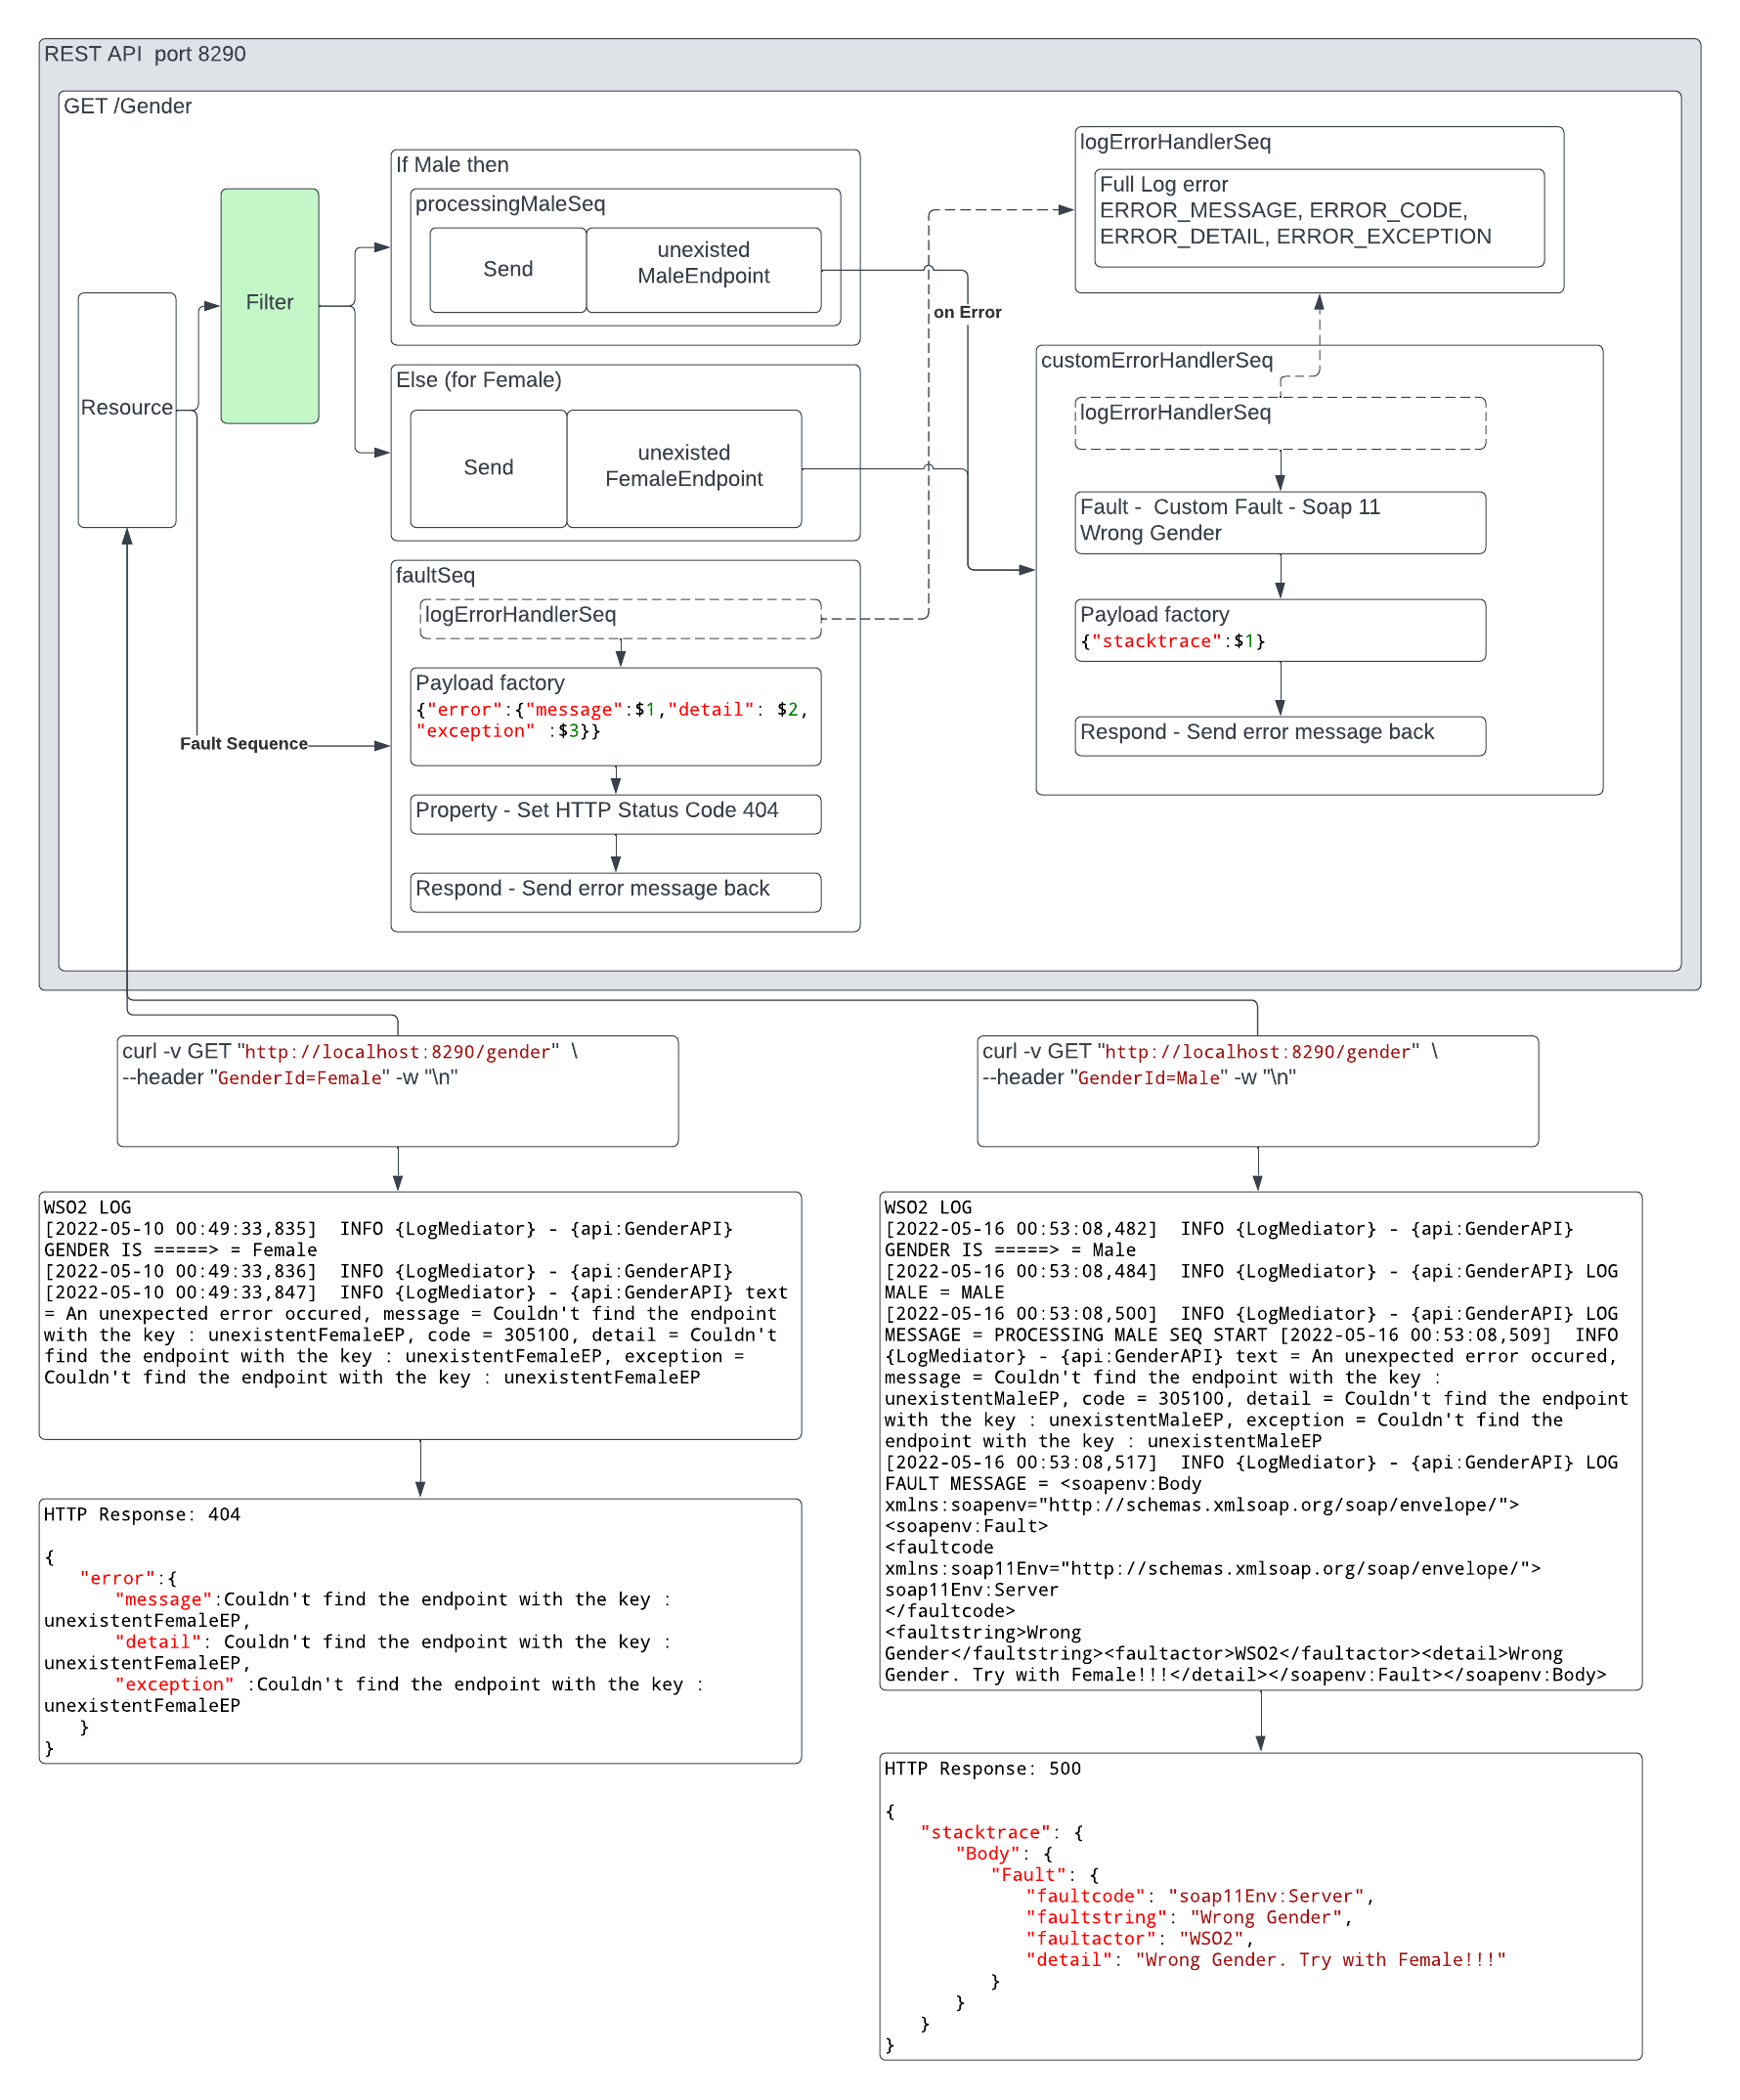 REST API  port 8290
GET /Gender
Resource
Filter
If Male then
processingMaleSeq
Send
unexisted
MaleEndpoint
Else (for Female)
Send
unexisted
FemaleEndpoint
Fault Sequence
faultSeq
logErrorHandlerSeq
Payload factory
{"error":{"message":$1,"detail": $2,
"exception" :$3}}
Property - Set HTTP Status Code 404
Respond - Send error message back
on Error
logErrorHandlerSeq
Full Log error
ERROR_MESSAGE, ERROR_CODE,
ERROR_DETAIL, ERROR_EXCEPTION
customErrorHandlerSeq
logErrorHandlerSeq
Fault -  Custom Fault - Soap 11
Wrong Gender
Payload factory
{"stacktrace":$1}
Respond - Send error message back
curl -v GET "http://localhost:8290/gender"  \
--header "GenderId=Female" -w "\n"
WSO2 LOG
[2022-05-10 00:49:33,835]  INFO {LogMediator} - {api:GenderAPI}
GENDER IS =====> = Female
[2022-05-10 00:49:33,836]  INFO {LogMediator} - {api:GenderAPI}
[2022-05-10 00:49:33,847]  INFO {LogMediator} - {api:GenderAPI} text
= An unexpected error occured, message = Couldn't find the endpoint
with the key : unexistentFemaleEP, code = 305100, detail = Couldn't
find the endpoint with the key : unexistentFemaleEP, exception =
Couldn't find the endpoint with the key : unexistentFemaleEP
HTTP Response: 404
{
"error":{
"message":Couldn't find the endpoint with the key :
unexistentFemaleEP,
"detail": Couldn't find the endpoint with the key :
unexistentFemaleEP,
"exception" :Couldn't find the endpoint with the key :
unexistentFemaleEP
}
}
curl -v GET "http://localhost:8290/gender"  \
--header "GenderId=Male" -w "\n"
WSO2 LOG
[2022-05-16 00:53:08,482]  INFO {LogMediator} - {api:GenderAPI}
GENDER IS =====> = Male
[2022-05-16 00:53:08,484]  INFO {LogMediator} - {api:GenderAPI} LOG
MALE = MALE
[2022-05-16 00:53:08,500]  INFO {LogMediator} - {api:GenderAPI} LOG
MESSAGE = PROCESSING MALE SEQ START [2022-05-16 00:53:08,509]  INFO
{LogMediator} - {api:GenderAPI} text = An unexpected error occured,
message = Couldn't find the endpoint with the key :
unexistentMaleEP, code = 305100, detail = Couldn't find the endpoint
with the key : unexistentMaleEP, exception = Couldn't find the
endpoint with the key : unexistentMaleEP
[2022-05-16 00:53:08,517]  INFO {LogMediator} - {api:GenderAPI} LOG
FAULT MESSAGE = <soapenv:Body
xmlns:soapenv="http://schemas.xmlsoap.org/soap/envelope/">
<soapenv:Fault>
<faultcode
xmlns:soap11Env="http://schemas.xmlsoap.org/soap/envelope/">
soap11Env:Server
</faultcode>
<faultstring>Wrong
Gender</faultstring><faultactor>WSO2</faultactor><detail>Wrong
Gender. Try with Female!!!</detail></soapenv:Fault></soapenv:Body>
HTTP Response: 500
{
"stacktrace": {
"Body": {
"Fault": {
"faultcode": "soap11Env:Server",
"faultstring": "Wrong Gender",
"faultactor": "WSO2",
"detail": "Wrong Gender. Try with Female!!!"
}
}
}
}